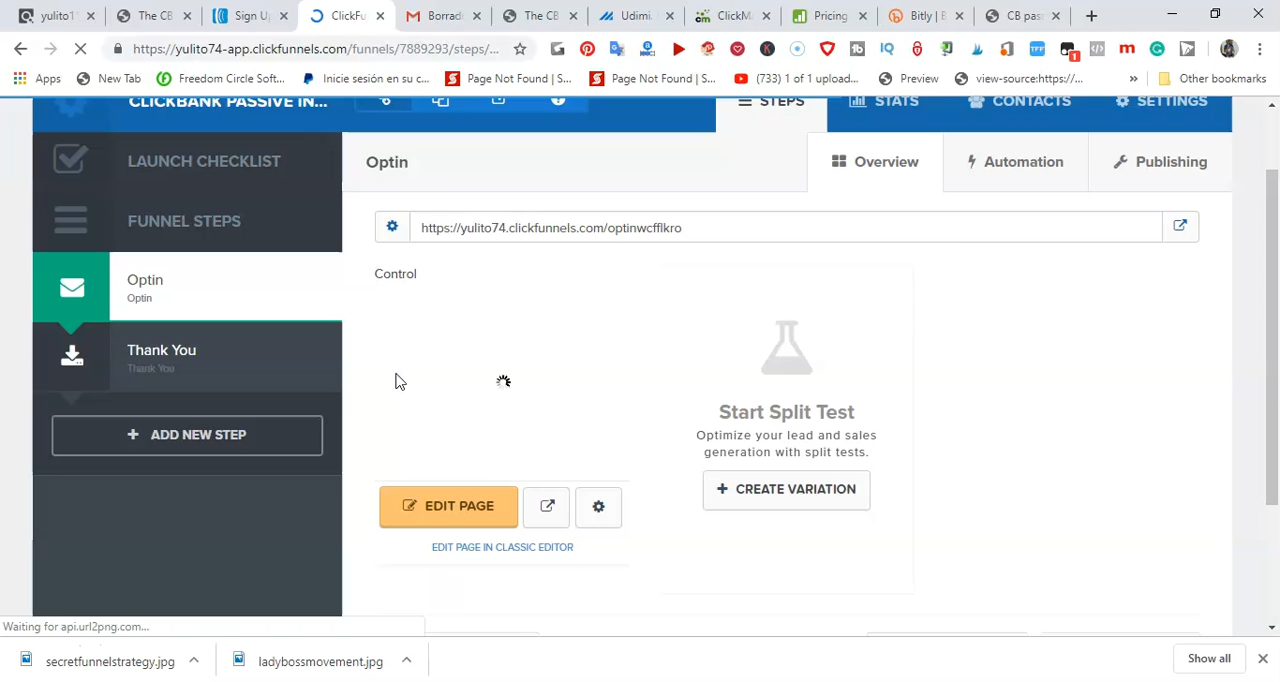 yulito1
The CB
Sign Up
ClickFu
Borrado
The CB
Udimi.
ClickMa
Pricing
Bitly | B
CB pas
https://yulito74-app.clickfunnels.com/funnels/7889293/steps/...
Apps
New Tab
Freedom Circle Soft...
Inicie sesión en su c...
Page Not Found | S...
Page Not Found | S...
(733) 1 of 1 upload...
Preview
view-source:https:/...
»
Other bookmarks
CLICKBANK PASSIVE IN...
STEPS
STATS
CONTACTS
SETTINGS
LAUNCH CHECKLIST
Optin
Overview
Automation
Publishing
FUNNEL STEPS
https://yulito74.clickfunnels.com/optinwcfflkro
Optin
Optin
Control
Thank You
Thank You
Start Split Test
Optimize your lead and sales
generation with split tests.
+ ADD NEW STEP
+ CREATE VARIATION
EDIT PAGE
EDIT PAGE IN CLASSIC EDITOR
Waiting for api.url2png.com...
secretfunnelstrategy.jpg
ladybossmovement.jpg
Show all